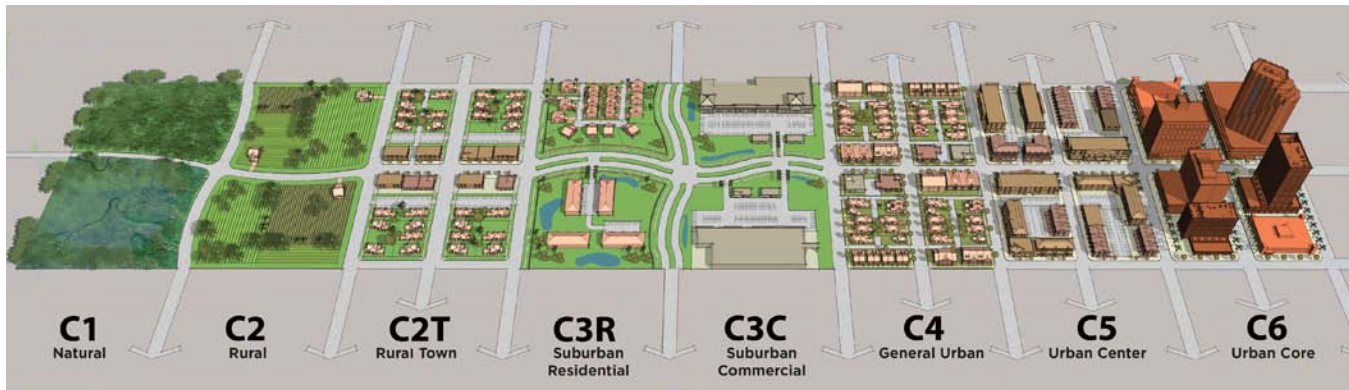 C1
Natural
C2
Rural
C2T
Rural Town
C3R
Suburban
Residential
C3C
Suburban
Commercial
C4
General Urban
C5
Urban Center
C6
Urban Core